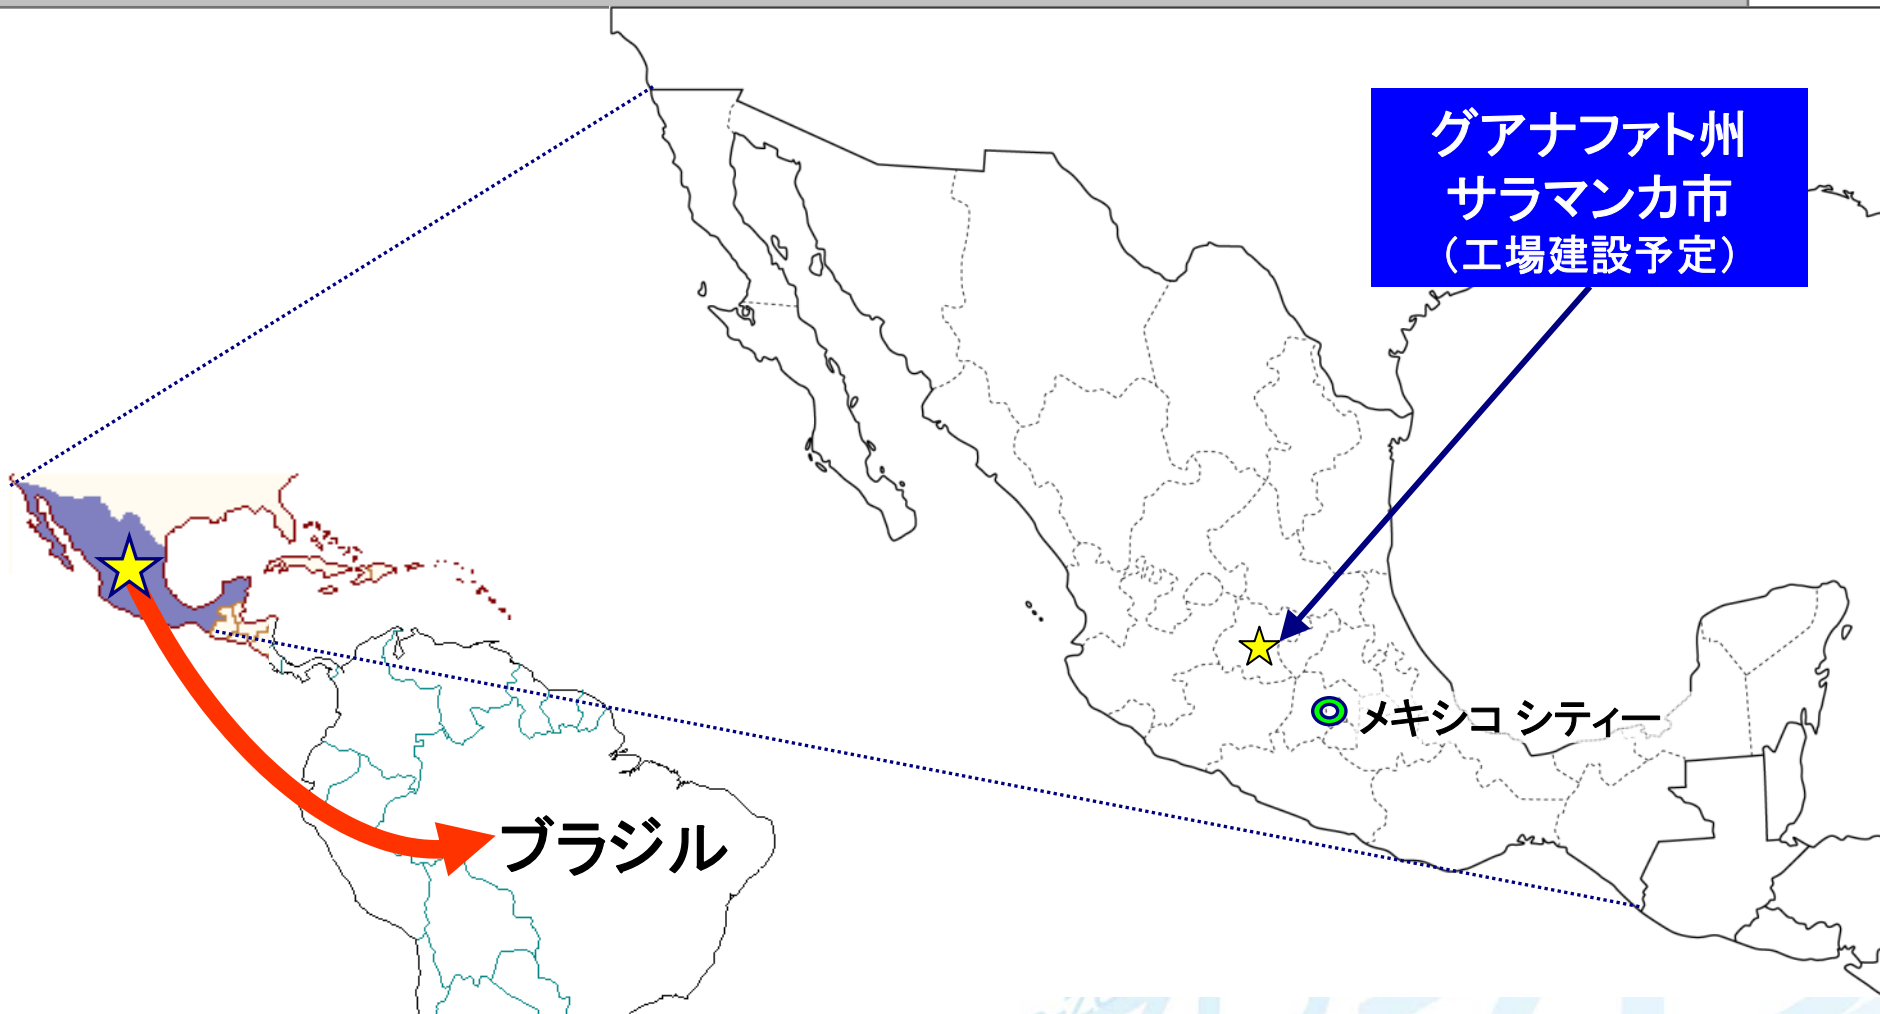 グアナファト州
サラマンカ市
（工場建設予定）
メキシコ シティー
ブラジル